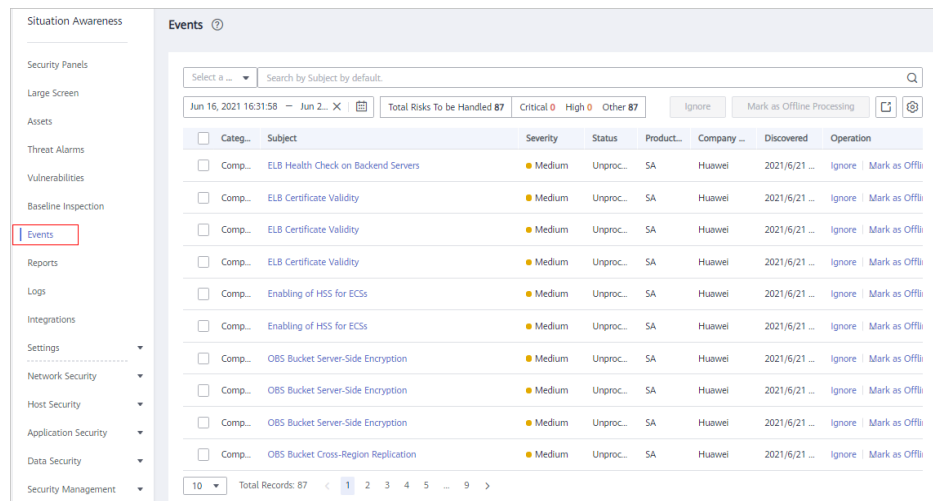 Situation Awareness
Security Panels
Large Screen
Assets
Threat Alarms
Vulnerabilities
Baseline Inspection
Events
Reports
Logs
Integrations
Settings
Network Security
Host Security
Application Security
Data Security
Security Management
Events
Select a ... Search by Subject by default.
Jun 16, 2021 16:31:58 – Jun 2... Total Risks To be Handled 87 Critical 0 High 0 Other 87 Ignore Mark as Offline Processing
Categ... Subject Severity Status Product... Company ... Discovered Operation
Comp... ELB Health Check on Backend Servers Medium Unproc... SA Huawei 2021/6/21 ... Ignore Mark as Offli
Comp... ELB Certificate Validity Medium Unproc... SA Huawei 2021/6/21 ... Ignore Mark as Offli
Comp... ELB Certificate Validity Medium Unproc... SA Huawei 2021/6/21 ... Ignore Mark as Offli
Comp... ELB Certificate Validity Medium Unproc... SA Huawei 2021/6/21 ... Ignore Mark as Offli
Comp... Enabling of HSS for ECSs Medium Unproc... SA Huawei 2021/6/21 ... Ignore Mark as Offli
Comp... Enabling of HSS for ECSs Medium Unproc... SA Huawei 2021/6/21 ... Ignore Mark as Offli
Comp... OBS Bucket Server-Side Encryption Medium Unproc... SA Huawei 2021/6/21 ... Ignore Mark as Offli
Comp... OBS Bucket Server-Side Encryption Medium Unproc... SA Huawei 2021/6/21 ... Ignore Mark as Offli
Comp... OBS Bucket Server-Side Encryption Medium Unproc... SA Huawei 2021/6/21 ... Ignore Mark as Offli
Comp... OBS Bucket Cross-Region Replication Medium Unproc... SA Huawei 2021/6/21 ... Ignore Mark as Offli
10 Total Records: 87 < 1 2 3 4 5 ... 9 >